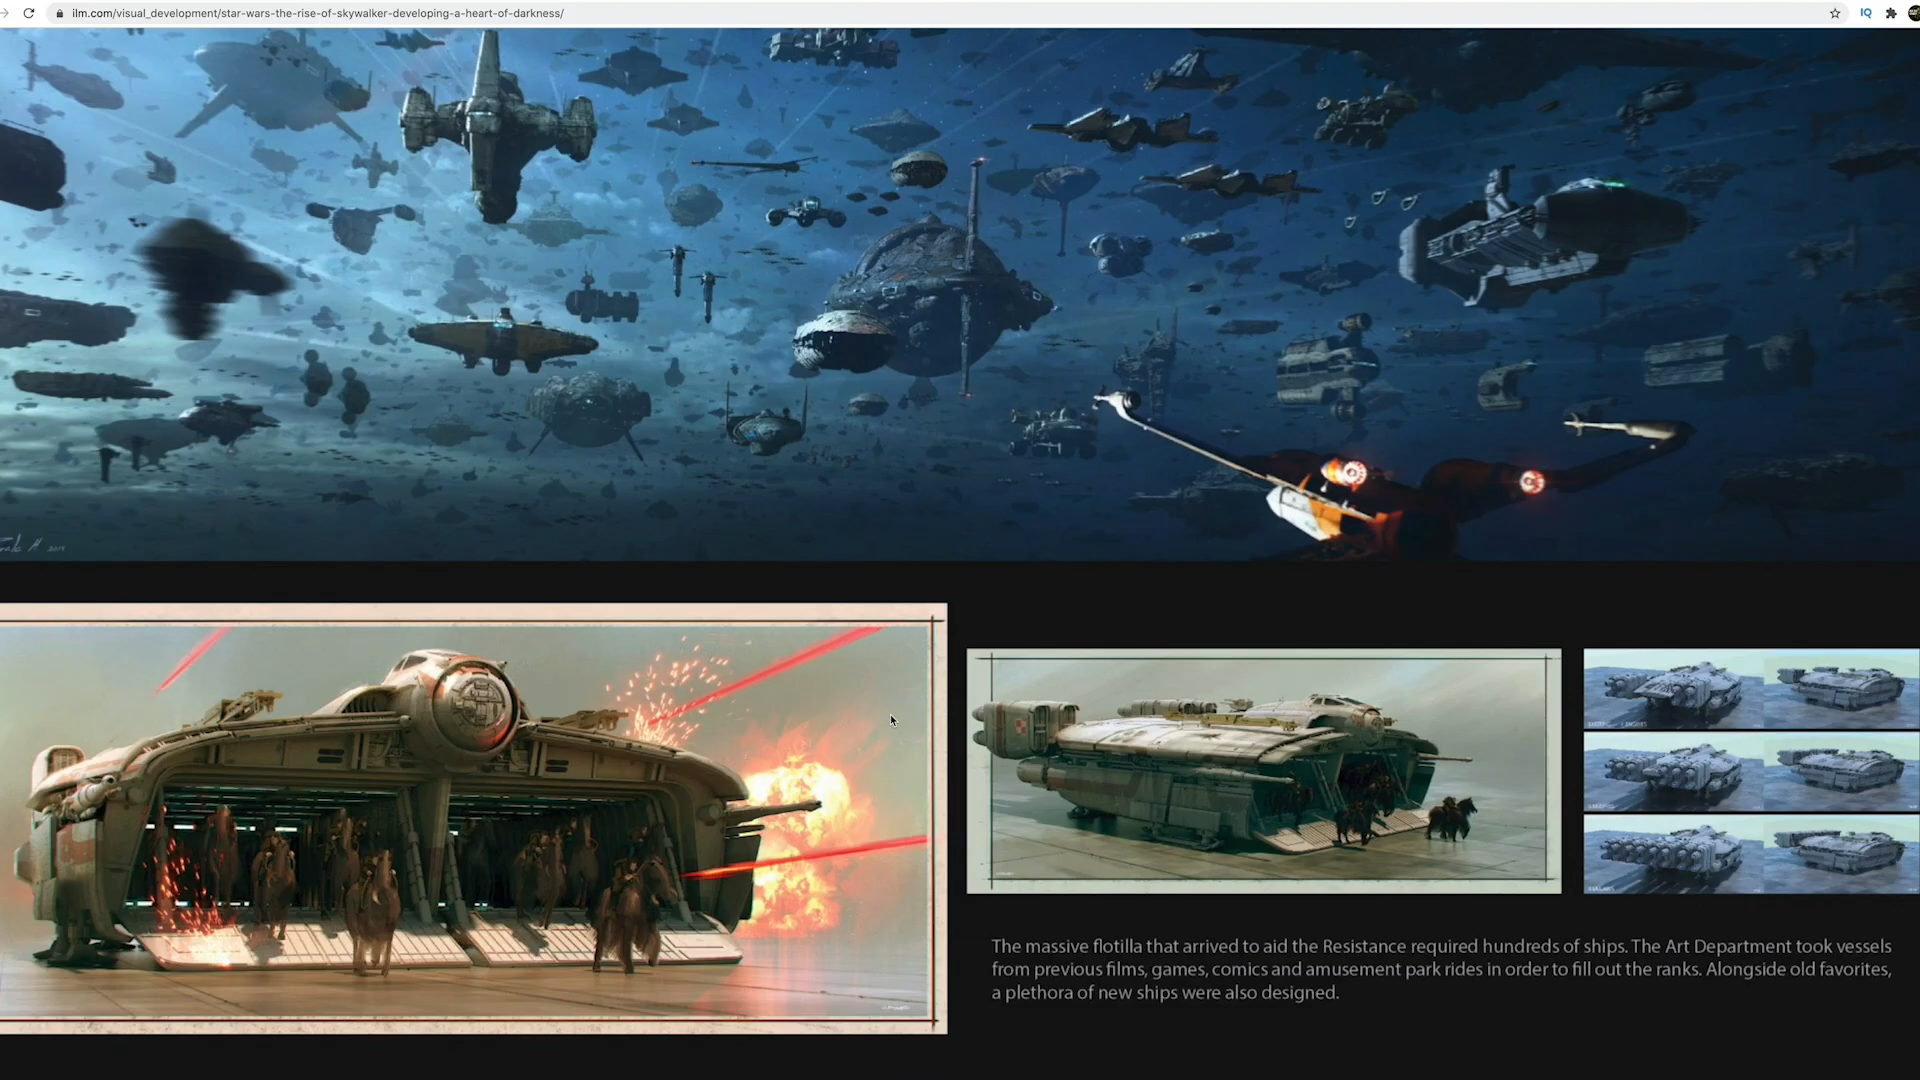 ilm.com/visual_development/star-wars-the-rise-of-skywalker-developing-a-heart-of-darkness/
IQ
The massive flotilla that arrived to aid the Resistance required hundreds of ships. The Art Department took vessels
from previous films, games, comics and amusement park rides in order to fill out the ranks. Alongside old favorites,
a plethora of new ships were also designed.